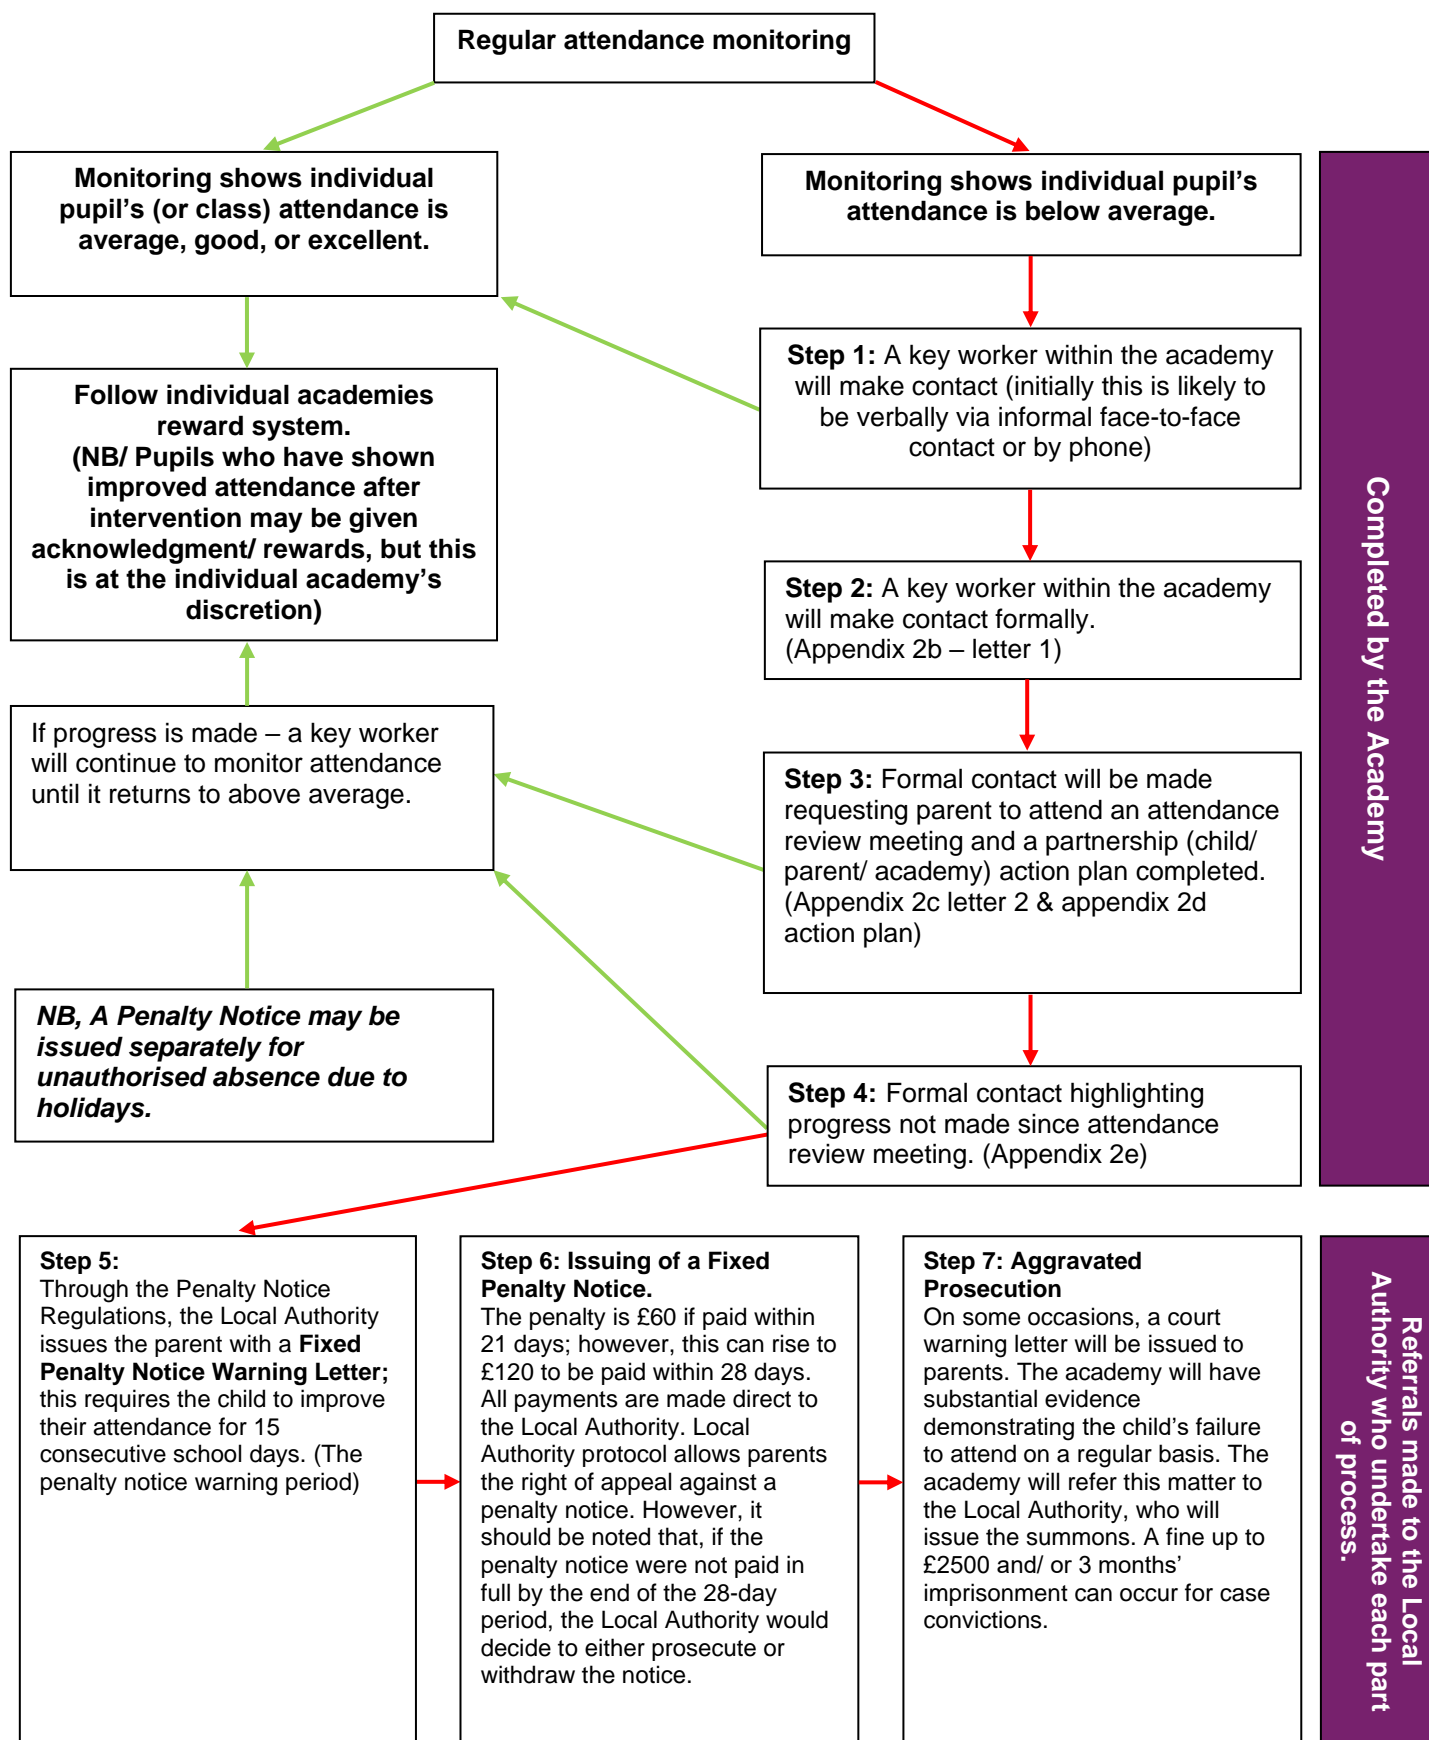 Regular attendance monitoring
Monitoring shows individual
pupil’s (or class) attendance is
average, good, or excellent.
Monitoring shows individual pupil’s
attendance is below average.
Follow individual academies
reward system.
(NB/ Pupils who have shown
improved attendance after
intervention may be given
acknowledgment/ rewards, but this
is at the individual academy’s
discretion)
Step 1: A key worker within the academy
will make contact (initially this is likely to
be verbally via informal face-to-face
contact or by phone)
Step 2: A key worker within the academy
will make contact formally.
(Appendix 2b – letter 1)
If progress is made – a key worker
will continue to monitor attendance
until it returns to above average.
Step 3: Formal contact will be made
requesting parent to attend an attendance
review meeting and a partnership (child/
parent/ academy) action plan completed.
(Appendix 2c letter 2 & appendix 2d
action plan)
NB, A Penalty Notice may be
issued separately for
unauthorised absence due to
holidays.
Step 4: Formal contact highlighting
progress not made since attendance
review meeting. (Appendix 2e)
Completed by the Academy
Step 5:
Through the Penalty Notice
Regulations, the Local Authority
issues the parent with a Fixed
Penalty Notice Warning Letter;
this requires the child to improve
their attendance for 15
consecutive school days. (The
penalty notice warning period)
Step 6: Issuing of a Fixed
Penalty Notice.
The penalty is £60 if paid within
21 days; however, this can rise to
£120 to be paid within 28 days.
All payments are made direct to
the Local Authority. Local
Authority protocol allows parents
the right of appeal against a
penalty notice. However, it
should be noted that, if the
penalty notice were not paid in
full by the end of the 28-day
period, the Local Authority would
decide to either prosecute or
withdraw the notice.
Step 7: Aggravated
Prosecution
On some occasions, a court
warning letter will be issued to
parents. The academy will have
substantial evidence
demonstrating the child’s failure
to attend on a regular basis. The
academy will refer this matter to
the Local Authority, who will
issue the summons. A fine up to
£2500 and/ or 3 months’
imprisonment can occur for case
convictions.
Referrals made to the Local
Authority who undertake each part
of process.